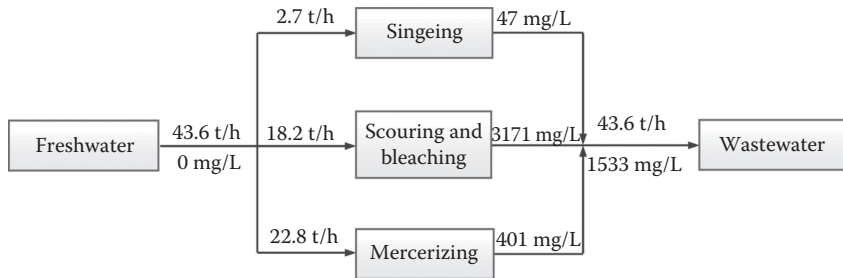 2.7 t/h
Singeing
47 mg/L
Freshwater
43.6 t/h
0 mg/L
18.2 t/h
Scouring and
bleaching
3171 mg/L
43.6 t/h
1533 mg/L
Wastewater
22.8 t/h
Mercerizing
401 mg/L